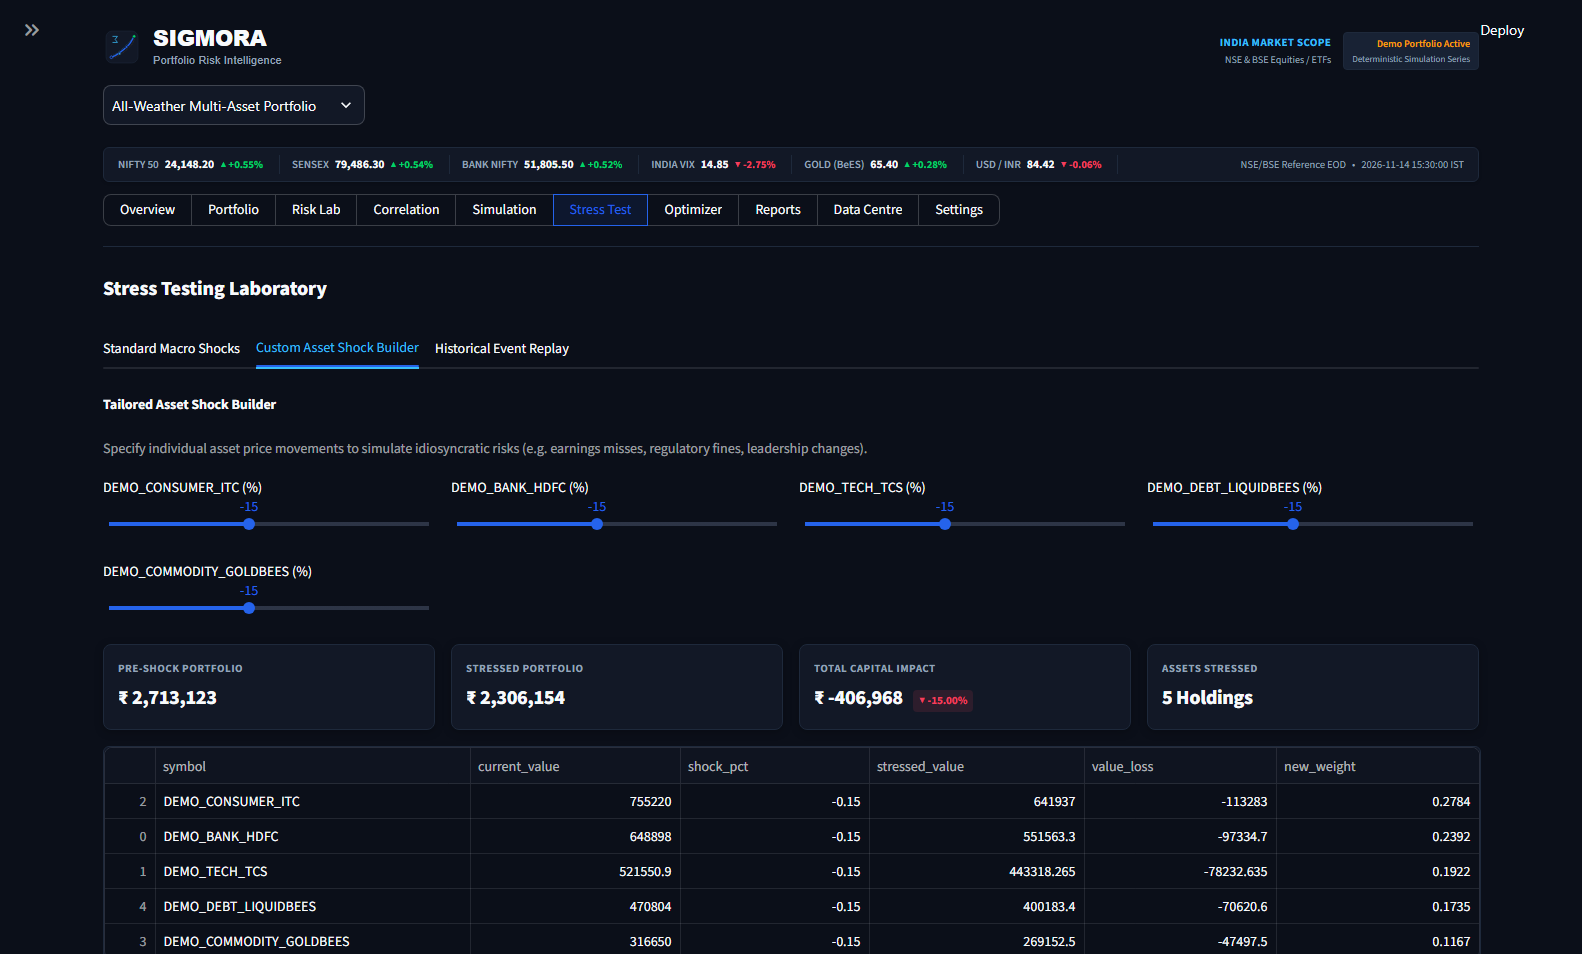 SIGMORA
Portfolio Risk Intelligence
INDIA MARKET SCOPE
NSE & BSE Equities / ETFs
Demo Portfolio Active
Deterministic Simulation Series
Deploy
All-Weather Multi-Asset Portfolio
NIFTY 50 24,148.20 ▲ +0.55% SENSEX 79,486.30 ▲ +0.54% BANK NIFTY 51,805.50 ▲ +0.52% INDIA VIX 14.85 ▼ -2.75% GOLD (BeES) 65.40 ▲ +0.28% USD / INR 84.42 ▼ -0.06% NSE/BSE Reference EOD • 2026-11-14 15:30:00 IST
Overview Portfolio Risk Lab Correlation Simulation Stress Test Optimizer Reports Data Centre Settings
Stress Testing Laboratory
Standard Macro Shocks Custom Asset Shock Builder Historical Event Replay
Tailored Asset Shock Builder
Specify individual asset price movements to simulate idiosyncratic risks (e.g. earnings misses, regulatory fines, leadership changes).
DEMO_CONSUMER_ITC (%) DEMO_BANK_HDFC (%) DEMO_TECH_TCS (%) DEMO_DEBT_LIQUIDBEES (%)
-15 -15 -15 -15
DEMO_COMMODITY_GOLDBEES (%)
-15
PRE-SHOCK PORTFOLIO STRESSED PORTFOLIO TOTAL CAPITAL IMPACT ASSETS STRESSED
₹ 2,713,123 ₹ 2,306,154 ₹ -406,968 ▼ -15.00% 5 Holdings
symbol current_value shock_pct stressed_value value_loss new_weight
2 DEMO_CONSUMER_ITC 755220 -0.15 641937 -113283 0.2784
0 DEMO_BANK_HDFC 648898 -0.15 551563.3 -97334.7 0.2392
1 DEMO_TECH_TCS 521550.9 -0.15 443318.265 -78232.635 0.1922
4 DEMO_DEBT_LIQUIDBEES 470804 -0.15 400183.4 -70620.6 0.1735
3 DEMO_COMMODITY_GOLDBEES 316650 -0.15 269152.5 -47497.5 0.1167